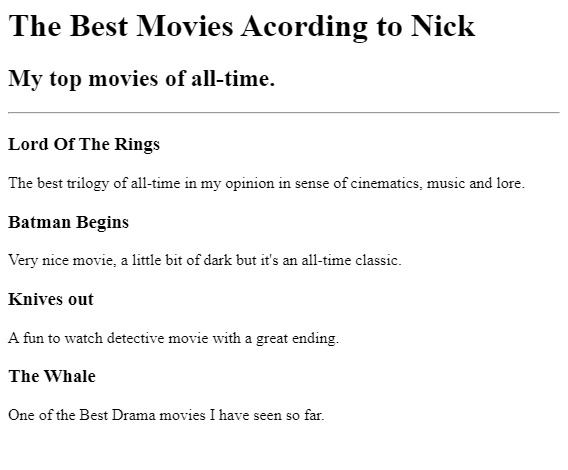 The Best Movies Acording to Nick
My top movies of all-time.
Lord Of The Rings
The best trilogy of all-time in my opinion in sense of cinematics, music and lore.
Batman Begins
Very nice movie, a little bit of dark but it's an all-time classic.
Knives out
A fun to watch detective movie with a great ending.
The Whale
One of the Best Drama movies I have seen so far.